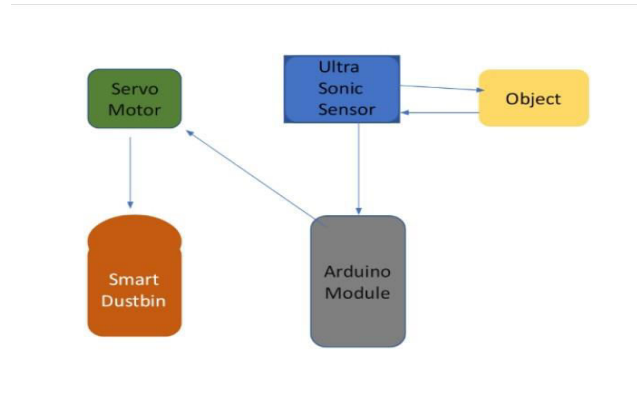 Servo
Motor
Ultra
Sonic
Sensor
Object
Smart
Dustbin
Arduino
Module